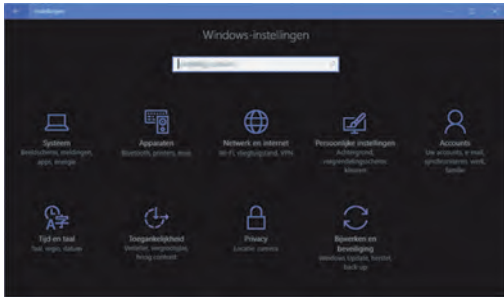 Instellingen
Windows-instellingen
Systeem
Beeldscherm, meldingen,
apps, energie
Apparaten
Bluetooth, printers, muis
Netwerk en internet
Wi-Fi, vliegtuigstand, VPN
Persoonlijke instellingen
Achtergrond,
vergrendelingsscherm,
kleuren
Accounts
Uw accounts, e-mail,
synchroniseren, werk,
familie
Tijd en taal
Taal, regio, datum
Toegankelijkheid
Verteller, vergrootglas,
hoog contrast
Privacy
Locatie, camera
Bijwerken en
beveiliging
Windows Update, herstel,
back-up